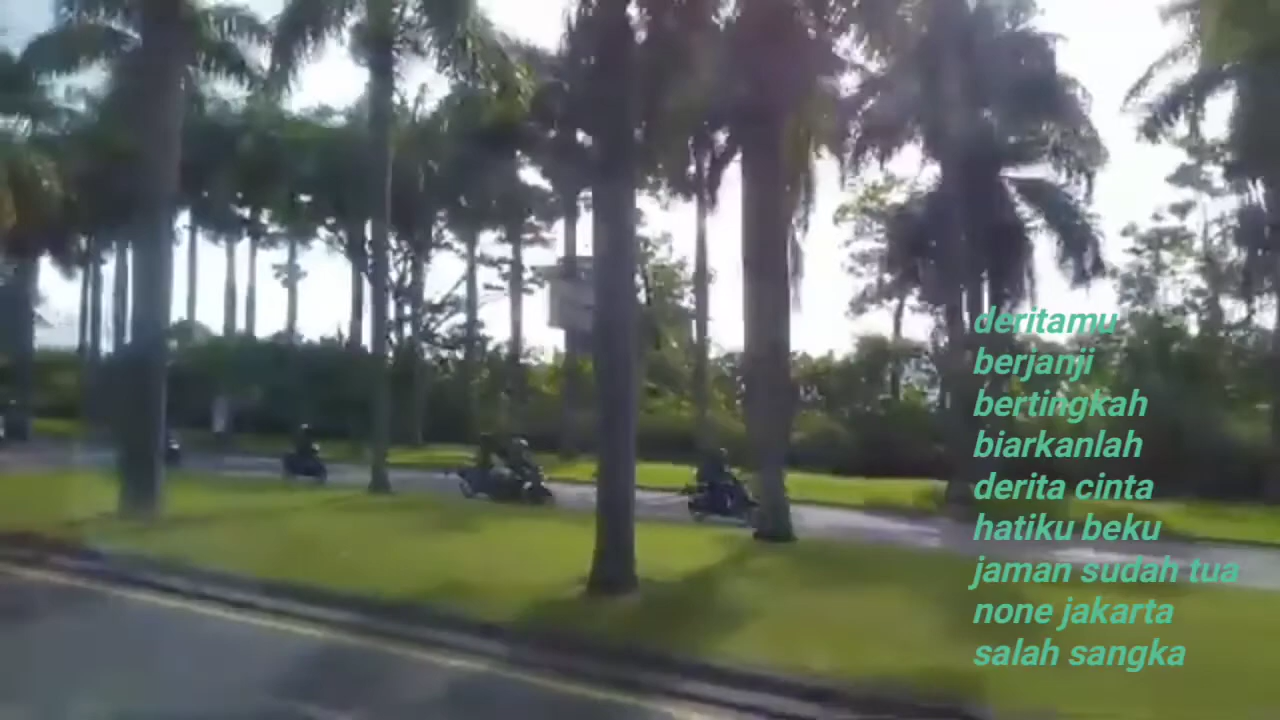 deritamu
berjanji
bertingkah
biarkanlah
derita cinta
hatiku beku
jaman sudah tua
none jakarta
salah sangka